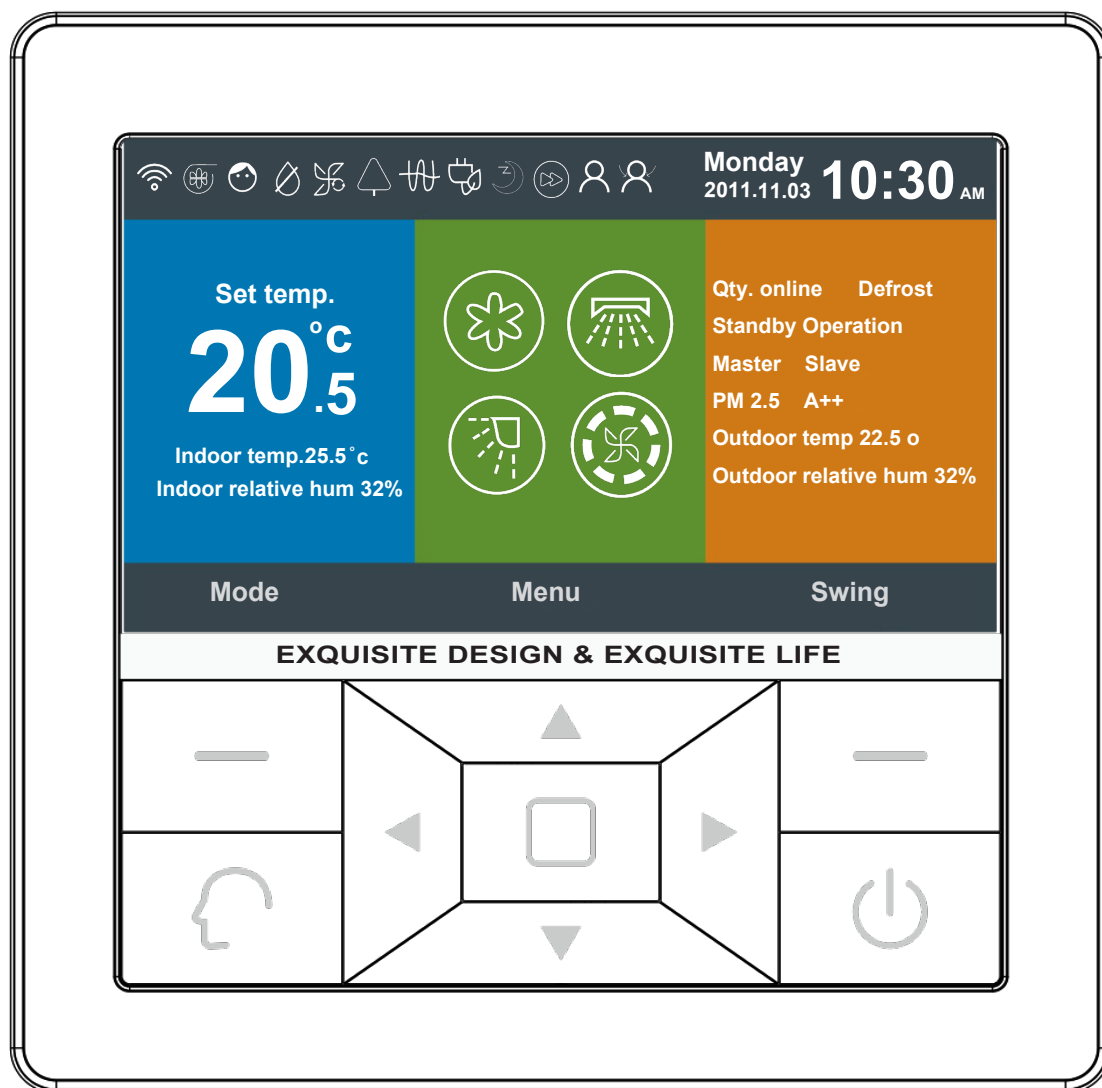 Monday
2011.11.03
10:30 AM
Set temp.
20.5°c
Indoor temp.25.5°c
Indoor relative hum 32%
Qty. online Defrost
Standby Operation
Master Slave
PM 2.5 A++
Outdoor temp 22.5 o
Outdoor relative hum 32%
Mode Menu Swing
EXQUISITE DESIGN & EXQUISITE LIFE